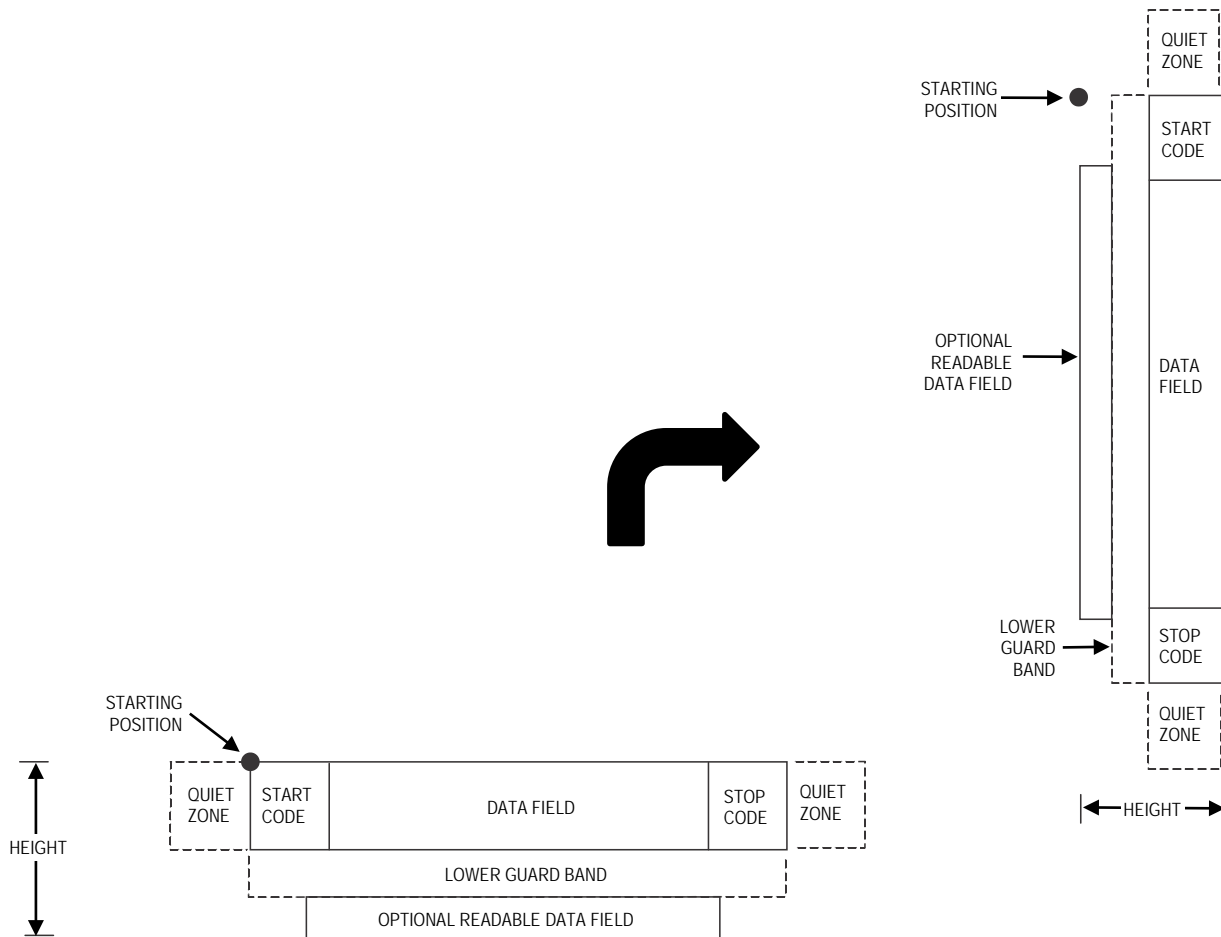 QUIET
ZONE
STARTING
POSITION
START
CODE
OPTIONAL
READABLE
DATA FIELD
DATA
FIELD
LOWER
GUARD
BAND
STOP
CODE
QUIET
ZONE
HEIGHT
STARTING
POSITION
QUIET
ZONE
START
CODE
DATA FIELD
STOP
CODE
QUIET
ZONE
HEIGHT
LOWER GUARD BAND
OPTIONAL READABLE DATA FIELD